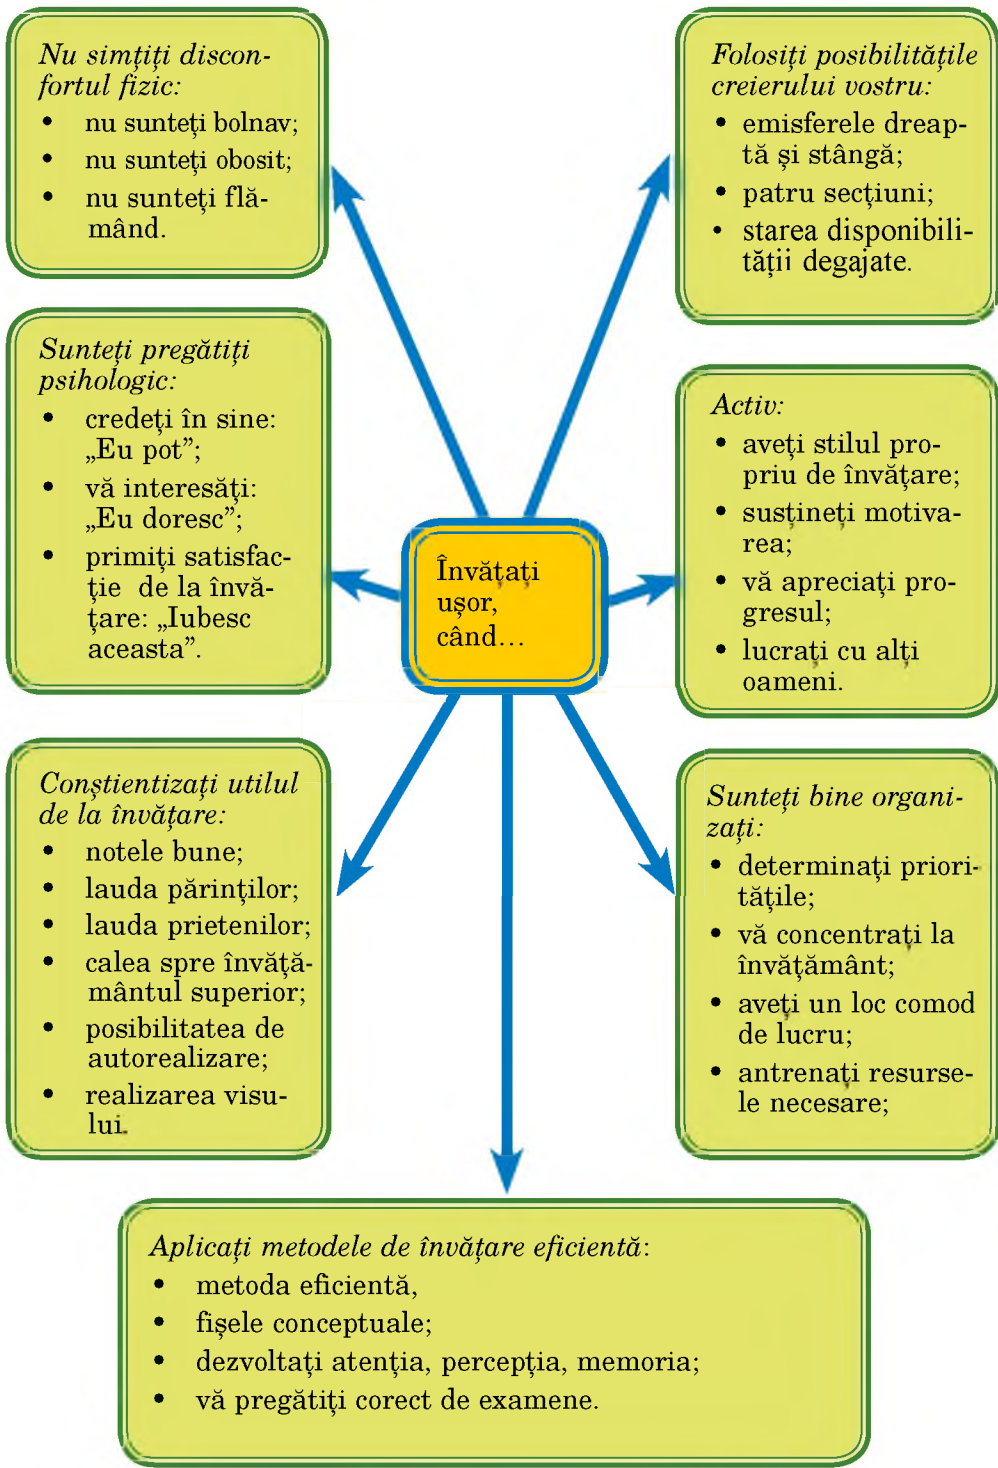 Nu simțiți discon-
fortul fizic:
• nu sunteți bolnav;
• nu sunteți obosit;
• nu sunteți flă-
mând.
Folosiți posibilitățile
creierului vostru:
• emisferele dreap-
tă și stângă;
• patru secțiuni;
• starea disponibili-
tății degajate.
Sunteți pregătiți
psihologic:
• credeți în sine:
„Eu pot”;
• vă interesăți:
„Eu doresc”;
• primiți satisfac-
ție de la învă-
țare: „Iubesc
aceasta”.
Activ:
• aveți stilul pro-
priu de învățare;
• susțineți motiva-
rea;
• vă apreciați pro-
gresul;
• lucrați cu alți
oameni.
Învățați
ușor,
când...
Conștientizați utilul
de la învățare:
• notele bune;
• lauda părinților;
• lauda prietenilor;
• calea spre învăță-
mântul superior;
• posibilitatea de
autorealizare;
• realizarea visu-
lui.
Sunteți bine organi-
zați:
• determinați priori-
tățile;
• vă concentrați la
învățământ;
• aveți un loc comod
de lucru;
• antrenați resurse-
le necesare;
Aplicați metodele de învățare eficientă:
• metoda eficientă,
• fișele conceptuale;
• dezvoltați atenția, percepția, memoria;
• vă pregătiți corect de examene.